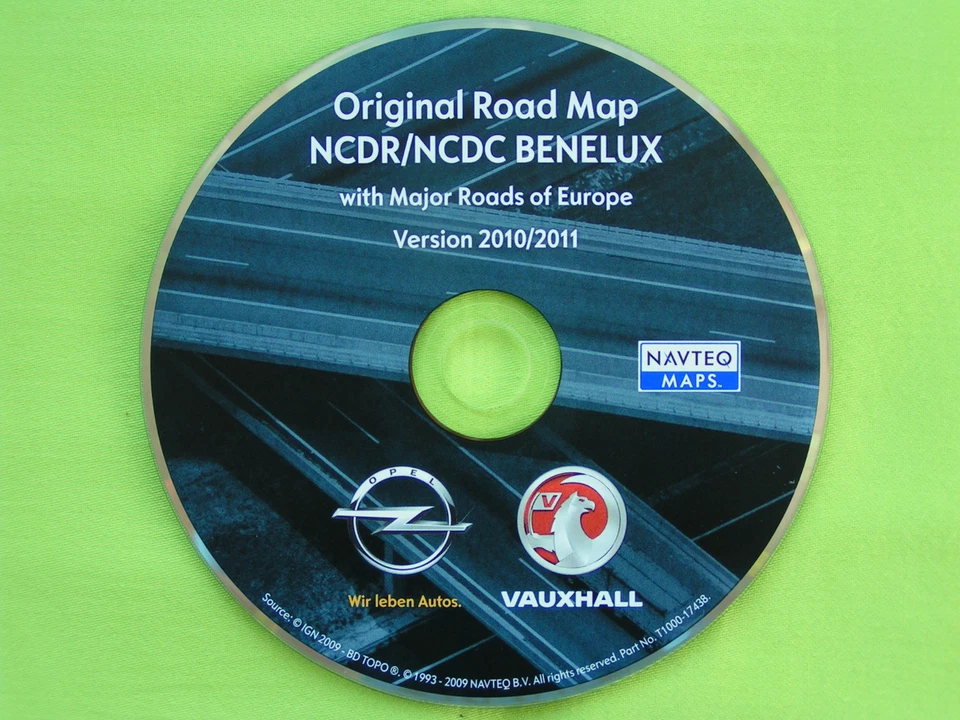 Original Road Map
NCDR/NCDC BENELUX
with Major Roads of Europe
Version 2010/2011
NAVTEQ
MAPS™
OPEL
V
Wir leben Autos.
VAUXHALL
Source: © IGN 2009 - BD TOPO ®. © 1993 - 2009 NAVTEQ B.V. All rights reserved. Part No. T1000-17438.